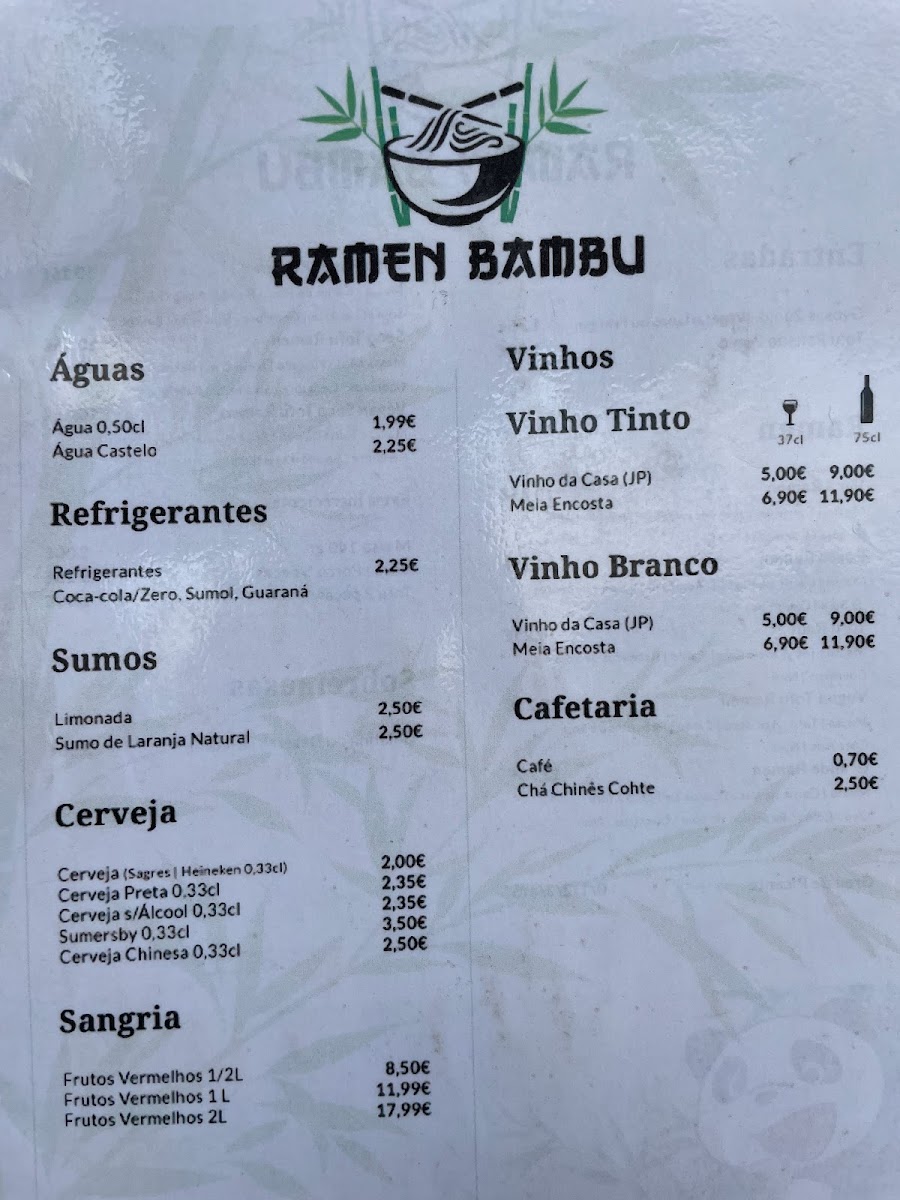 RAMEN BAMBU
Águas
Água 0,50cl 1,99€
Água Castelo 2,25€
Refrigerantes
Refrigerantes 2,25€
Coca-cola/Zero, Sumol, Guaraná
Sumos
Limonada 2,50€
Sumo de Laranja Natural 2,50€
Cerveja
Cerveja (Sagres | Heineken 0,33cl) 2,00€
Cerveja Preta 0,33cl 2,35€
Cerveja s/Álcool 0,33cl 2,35€
Sumersby 0,33cl 3,50€
Cerveja Chinesa 0,33cl 2,50€
Sangria
Frutos Vermelhos 1/2L 8,50€
Frutos Vermelhos 1 L 11,99€
Frutos Vermelhos 2L 17,99€
Vinhos
Vinho Tinto
37cl 75cl
Vinho da Casa (JP) 5,00€ 9,00€
Meia Encosta 6,90€ 11,90€
Vinho Branco
Vinho da Casa (JP) 5,00€ 9,00€
Meia Encosta 6,90€ 11,90€
Cafetaria
Café 0,70€
Chá Chinês Cohte 2,50€